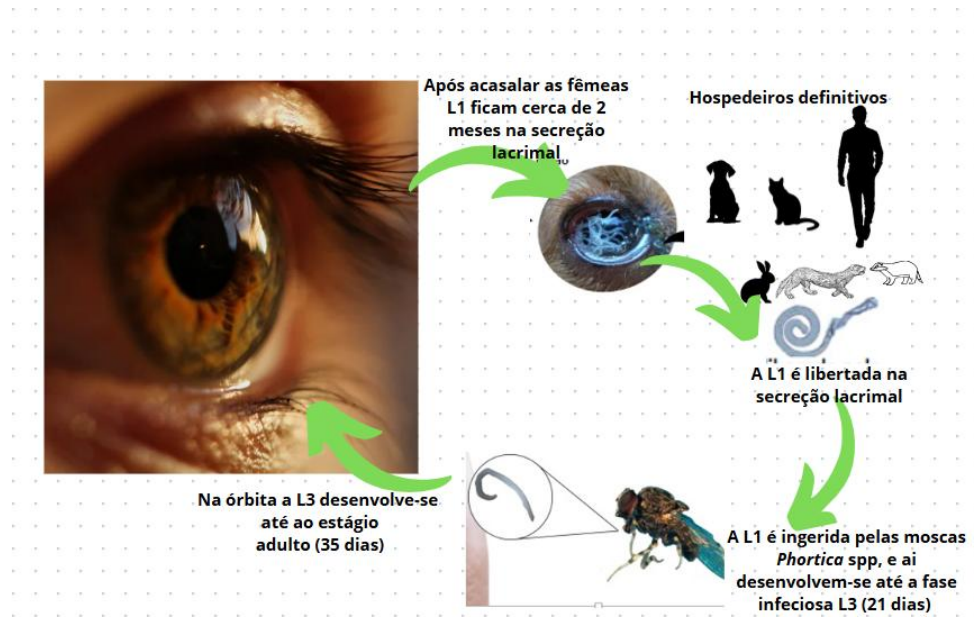 Após acasalar as fêmeas
L1 ficam cerca de 2
meses na secreção
lacrimal
Hospedeiros definitivos
A L1 é libertada na
secreção lacrimal
A L1 é ingerida pelas moscas
Phortica spp, e ai
desenvolvem-se até a fase
infeciosa L3 (21 dias)
Na órbita a L3 desenvolve-se
até ao estágio
adulto (35 dias)